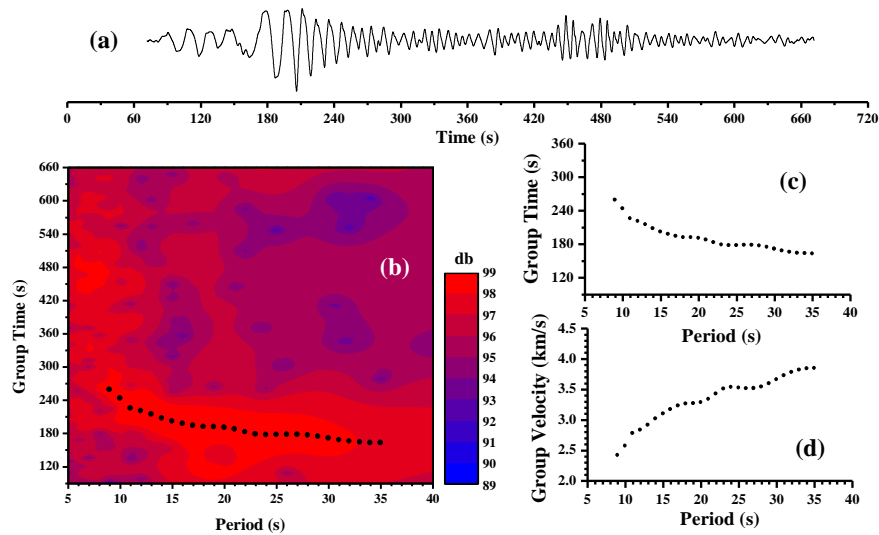 (a)
0 60 120 180 240 300 360 420 480 540 600 660 720
Time (s)
660
600
540
480
420
360
300
240
180
120
Group Time (s)
(b)
5 10 15 20 25 30 35 40
Period (s)
db
99
98
97
96
95
94
93
92
91
90
89
(c)
360
300
240
180
120
Group Time (s)
5 10 15 20 25 30 35 40
Period (s)
4.5
4.0
3.5
3.0
2.5
2.0
Group Velocity (km/s)
(d)
5 10 15 20 25 30 35 40
Period (s)